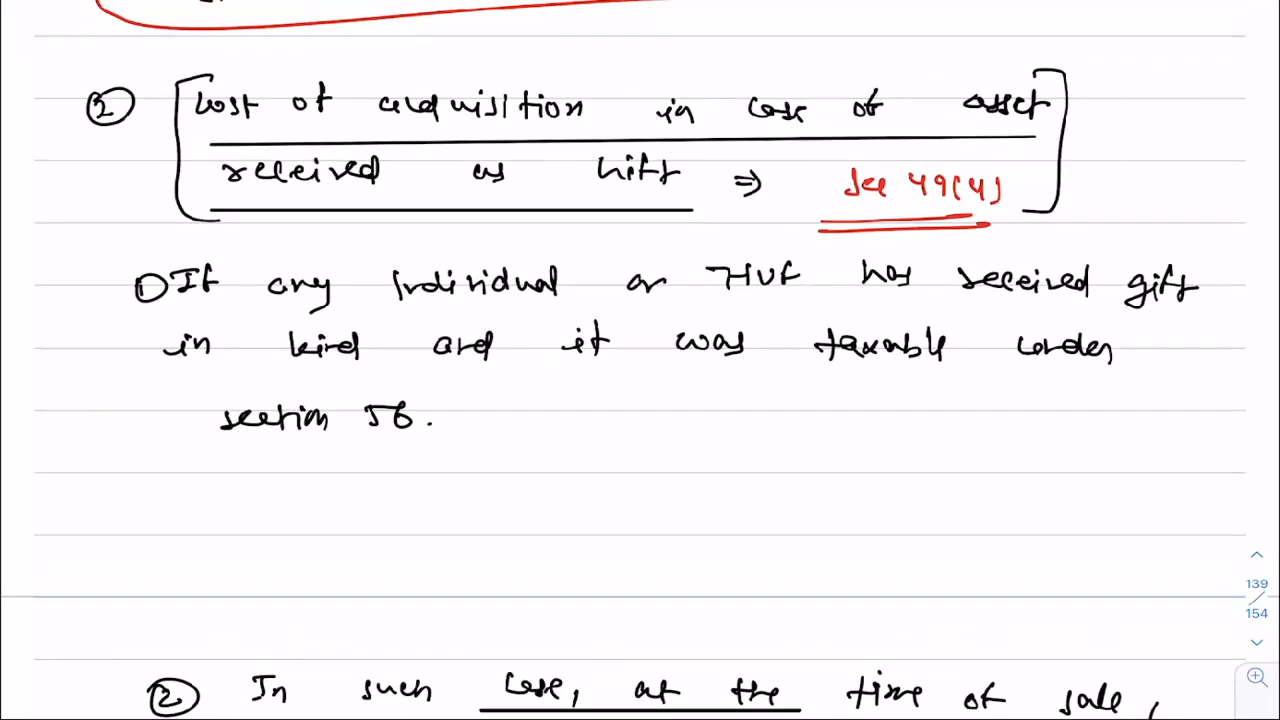 ② [Cost of acquisition in case of asset
received as Gift ⇒ Sec 49(4)]
① If any Individual or HUF has received gift
in kind and it was taxable under
section 56.
139
/
154
② In such case, at the time of sale,